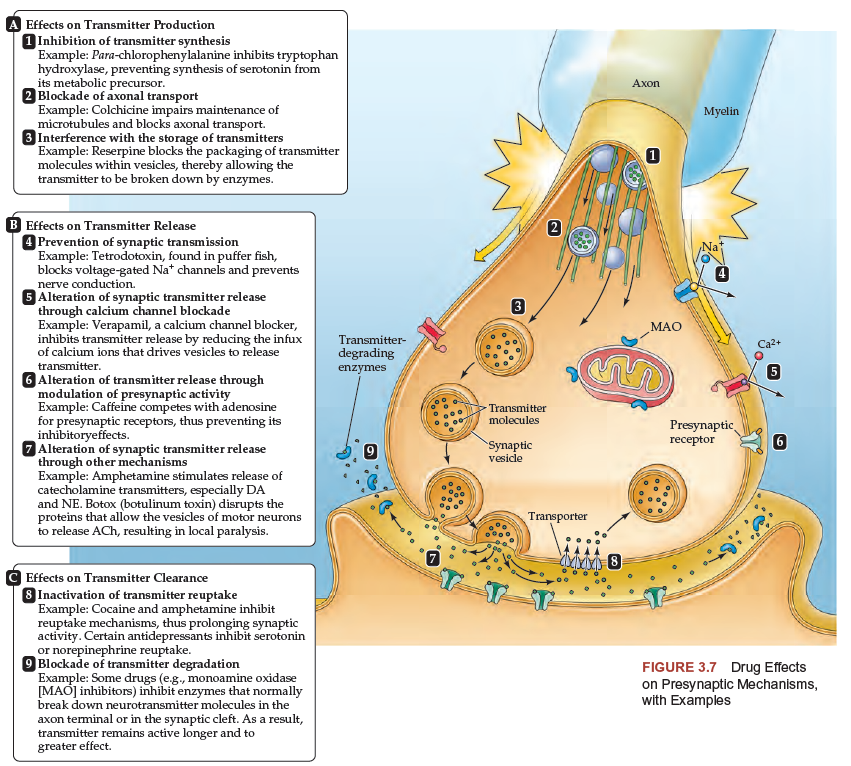 A Effects on Transmitter Production
1 Inhibition of transmitter synthesis
Example: Para-chlorophenylalanine inhibits tryptophan
hydroxylase, preventing synthesis of serotonin from
its metabolic precursor.
2 Blockade of axonal transport
Example: Colchicine impairs maintenance of
microtubules and blocks axonal transport.
3 Interference with the storage of transmitters
Example: Reserpine blocks the packaging of transmitter
molecules within vesicles, thereby allowing the
transmitter to be broken down by enzymes.
B Effects on Transmitter Release
4 Prevention of synaptic transmission
Example: Tetrodotoxin, found in puffer fish,
blocks voltage-gated Na⁺ channels and prevents
nerve conduction.
5 Alteration of synaptic transmitter release
through calcium channel blockade
Example: Verapamil, a calcium channel blocker,
inhibits transmitter release by reducing the infux
of calcium ions that drives vesicles to release
transmitter.
6 Alteration of transmitter release through
modulation of presynaptic activity
Example: Caffeine competes with adenosine
for presynaptic receptors, thus preventing its
inhibitoryeffects.
7 Alteration of synaptic transmitter release
through other mechanisms
Example: Amphetamine stimulates release of
catecholamine transmitters, especially DA
and NE. Botox (botulinum toxin) disrupts the
proteins that allow the vesicles of motor neurons
to release ACh, resulting in local paralysis.
C Effects on Transmitter Clearance
8 Inactivation of transmitter reuptake
Example: Cocaine and amphetamine inhibit
reuptake mechanisms, thus prolonging synaptic
activity. Certain antidepressants inhibit serotonin
or norepinephrine reuptake.
9 Blockade of transmitter degradation
Example: Some drugs (e.g., monoamine oxidase
[MAO] inhibitors) inhibit enzymes that normally
break down neurotransmitter molecules in the
axon terminal or in the synaptic cleft. As a result,
transmitter remains active longer and to
greater effect.
Axon
Myelin
1
2
Na⁺
4
3
MAO
Transmitter-
degrading
enzymes
Ca²⁺
5
Transmitter
molecules
Presynaptic
receptor
6
Synaptic
vesicle
9
Transporter
7
8
FIGURE 3.7 Drug Effects
on Presynaptic Mechanisms,
with Examples